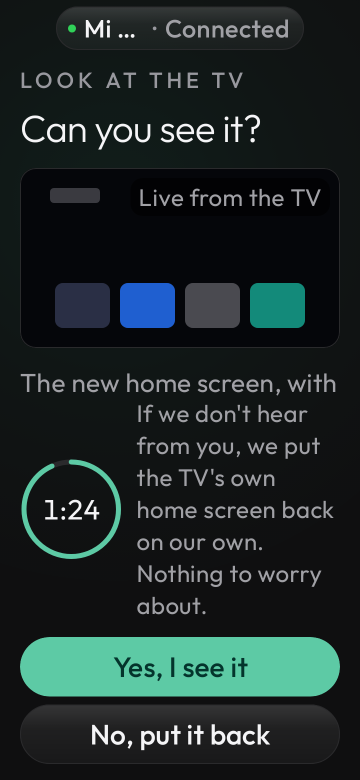 Mi ... · Connected
LOOK AT THE TV
Can you see it?
Live from the TV
The new home screen, with
If we don't hear
from you, we put
the TV's own
home screen back
on our own.
Nothing to worry
about.
1:24
Yes, I see it
No, put it back